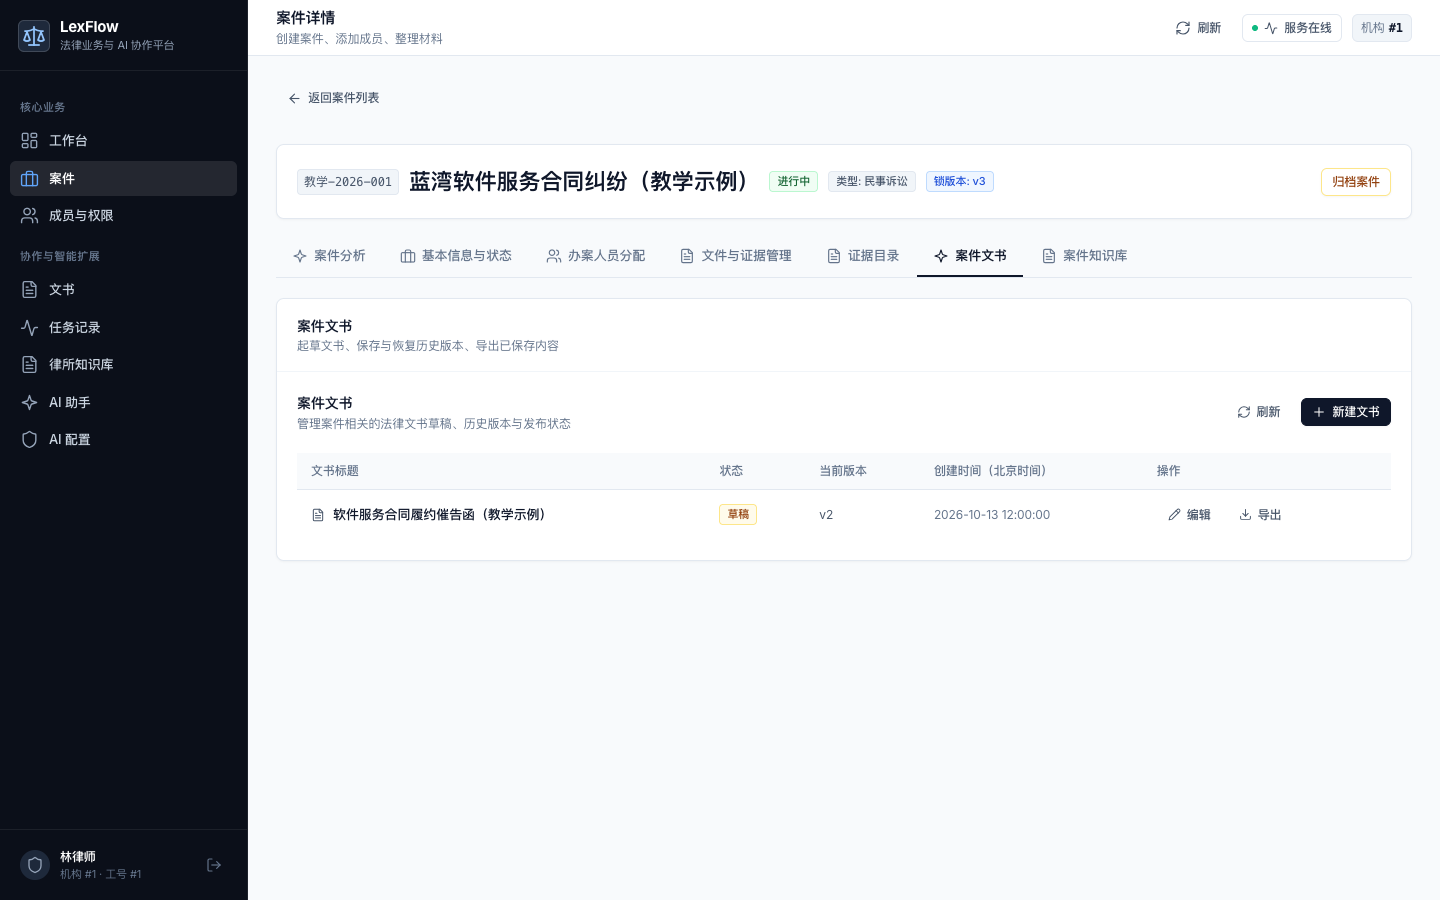 LexFlow
法律业务与 AI 协作平台
核心业务
工作台
案件
成员与权限
协作与智能扩展
文书
任务记录
律所知识库
AI 助手
AI 配置
林律师
机构 #1 · 工号 #1
案件详情
创建案件、添加成员、整理材料
刷新
服务在线
机构 #1
返回案件列表
教学-2026-001 蓝湾软件服务合同纠纷（教学示例） 进行中 类型: 民事诉讼 锁版本: v3 归档案件
案件分析 基本信息与状态 办案人员分配 文件与证据管理 证据目录 案件文书 案件知识库
案件文书
起草文书、保存与恢复历史版本、导出已保存内容
案件文书
管理案件相关的法律文书草稿、历史版本与发布状态
刷新 新建文书
文书标题 状态 当前版本 创建时间（北京时间） 操作
软件服务合同履约催告函（教学示例） 草稿 v2 2026-10-13 12:00:00 编辑 导出